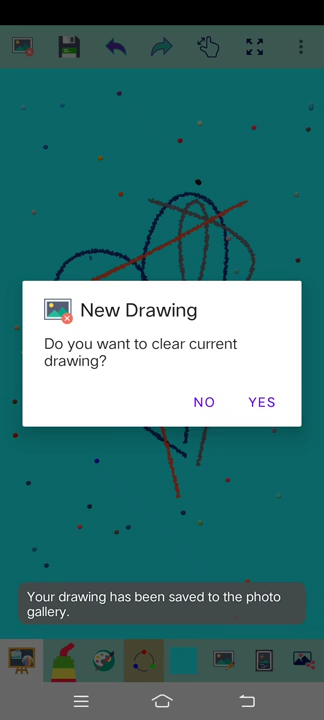 New Drawing
Do you want to clear current
drawing?
NO YES
Your drawing has been saved to the photo
gallery.